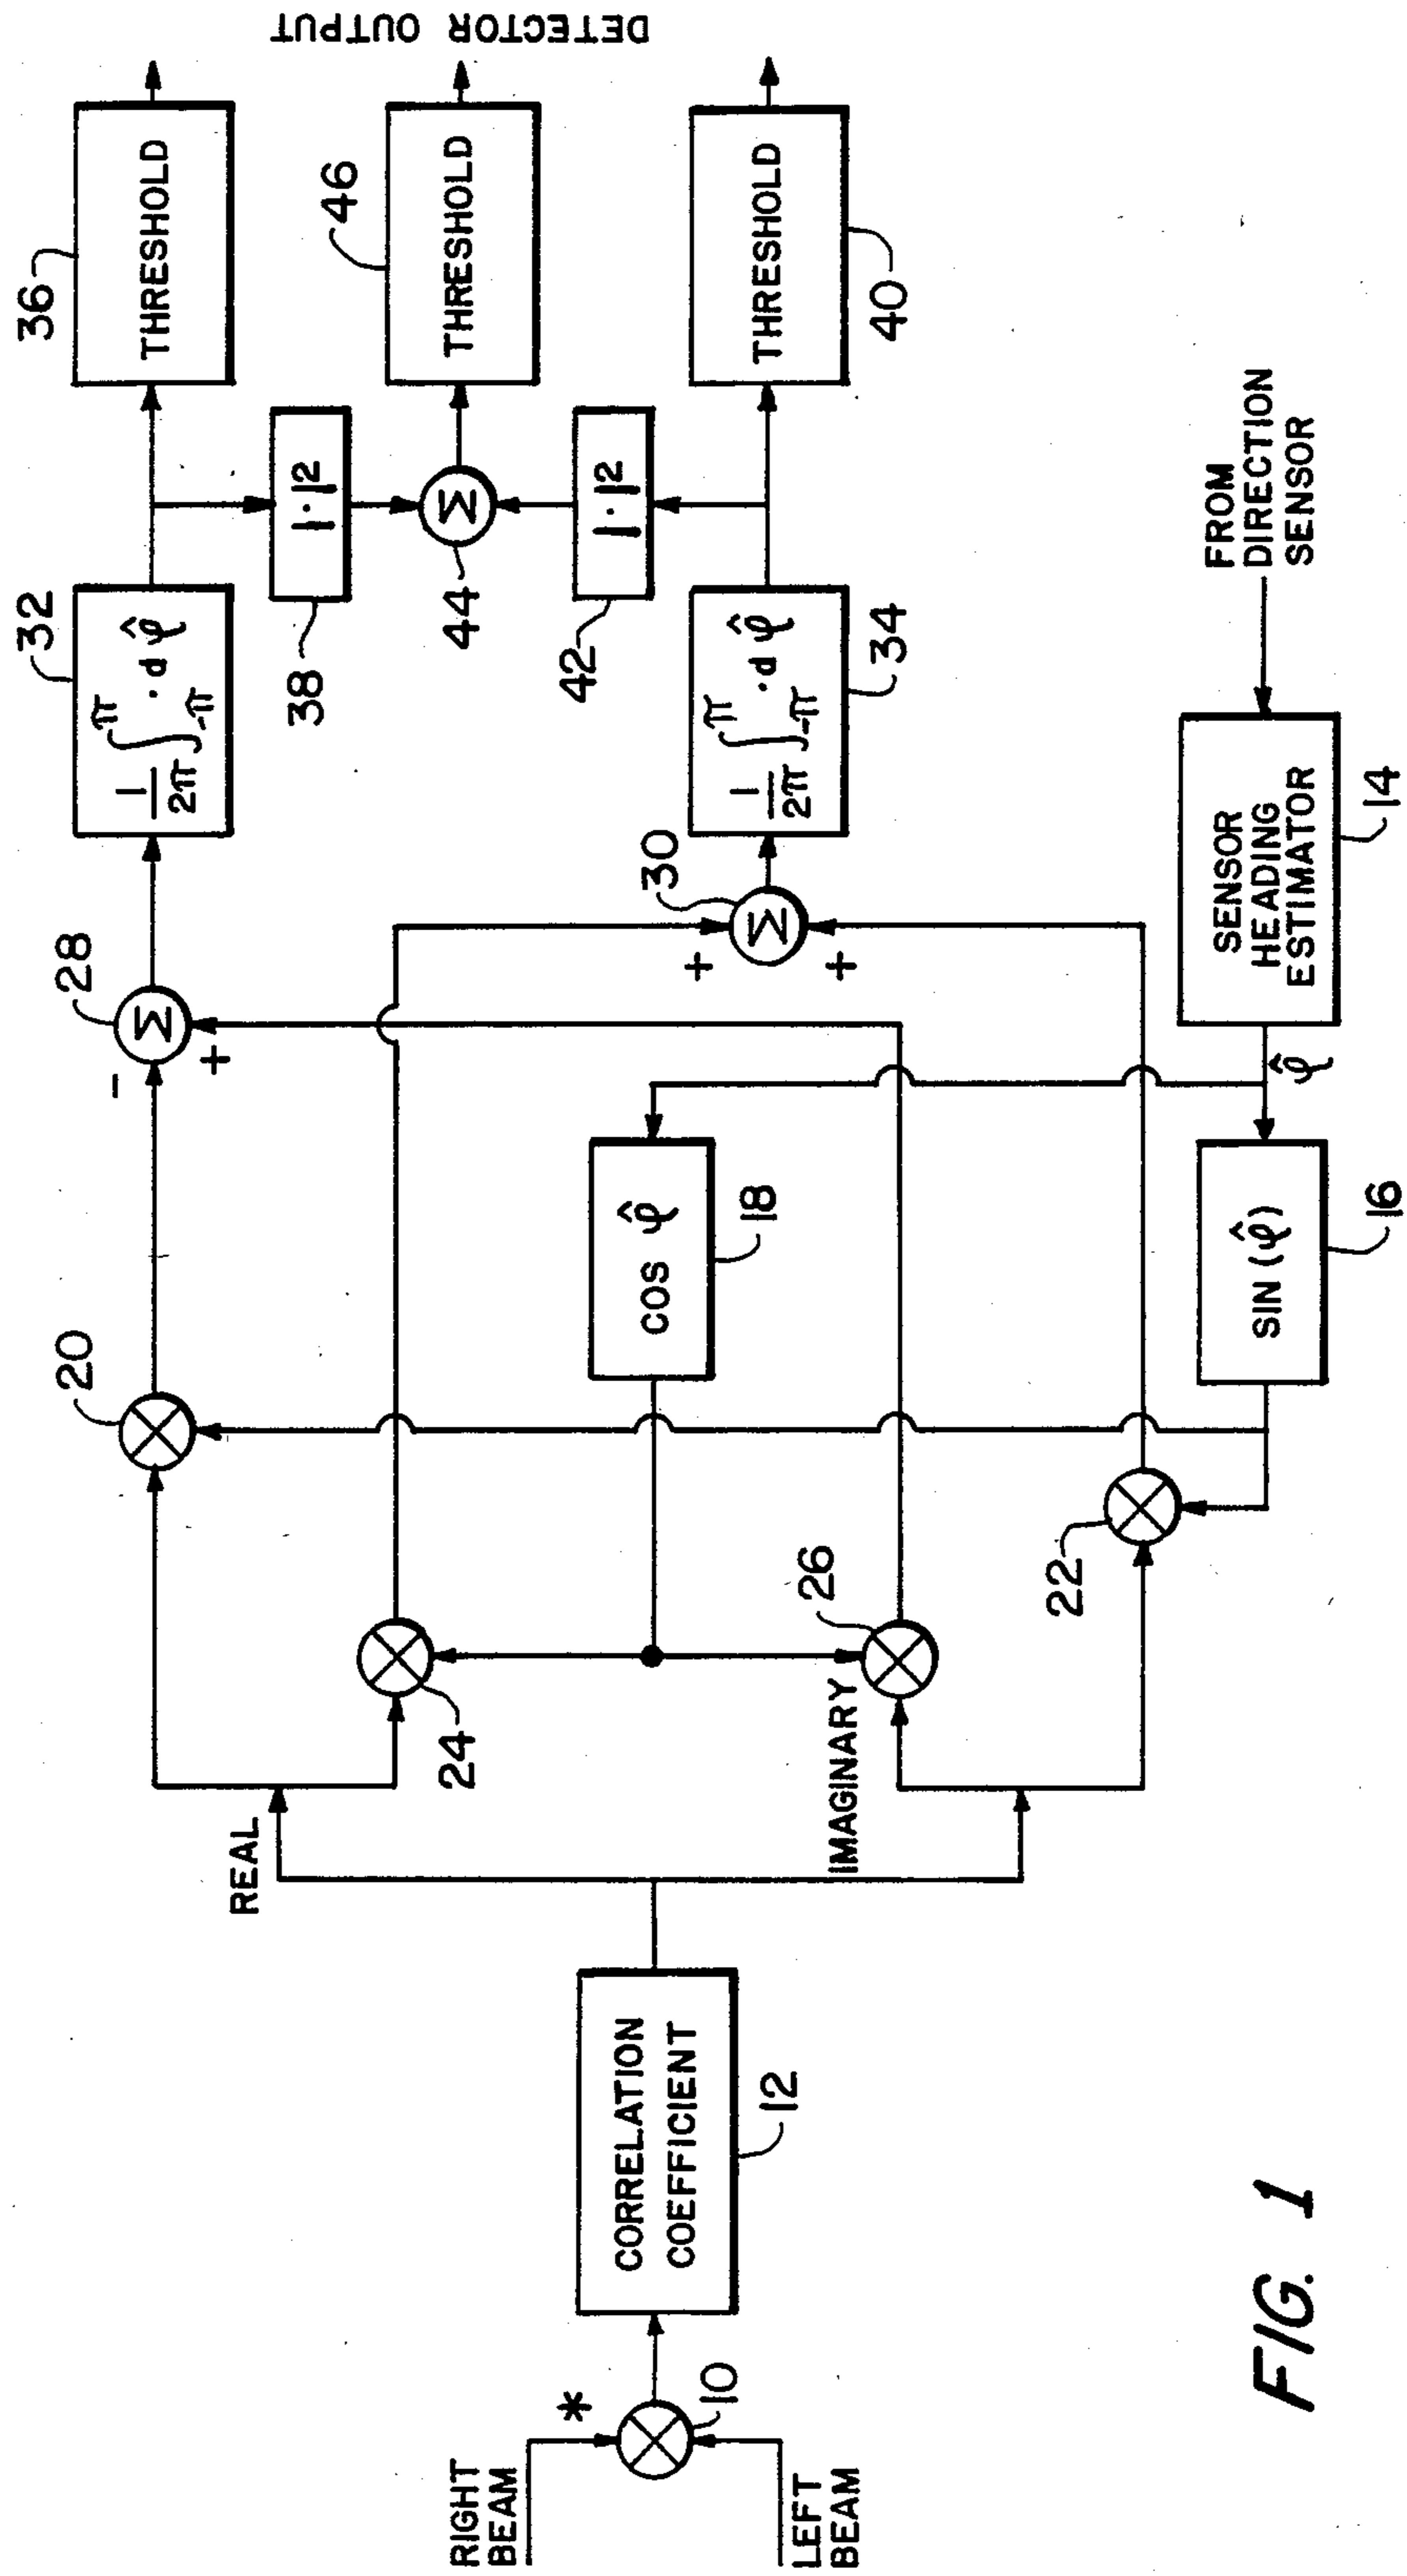 RIGHT
BEAM
*
10
LEFT
BEAM
CORRELATION
COEFFICIENT
12
REAL
IMAGINARY
24
20
26
22
COS φ̂
18
SIN (φ̂)
16
φ̂
SENSOR
HEADING
ESTIMATOR
14
FROM
DIRECTION
SENSOR
-
+
Σ
28
+
+
Σ
30
1/2π ∫-π^π · d φ̂
32
1/2π ∫-π^π · d φ̂
34
|·|²
38
Σ
44
|·|²
42
THRESHOLD
36
THRESHOLD
46
THRESHOLD
40
DETECTOR OUTPUT
FIG. 1